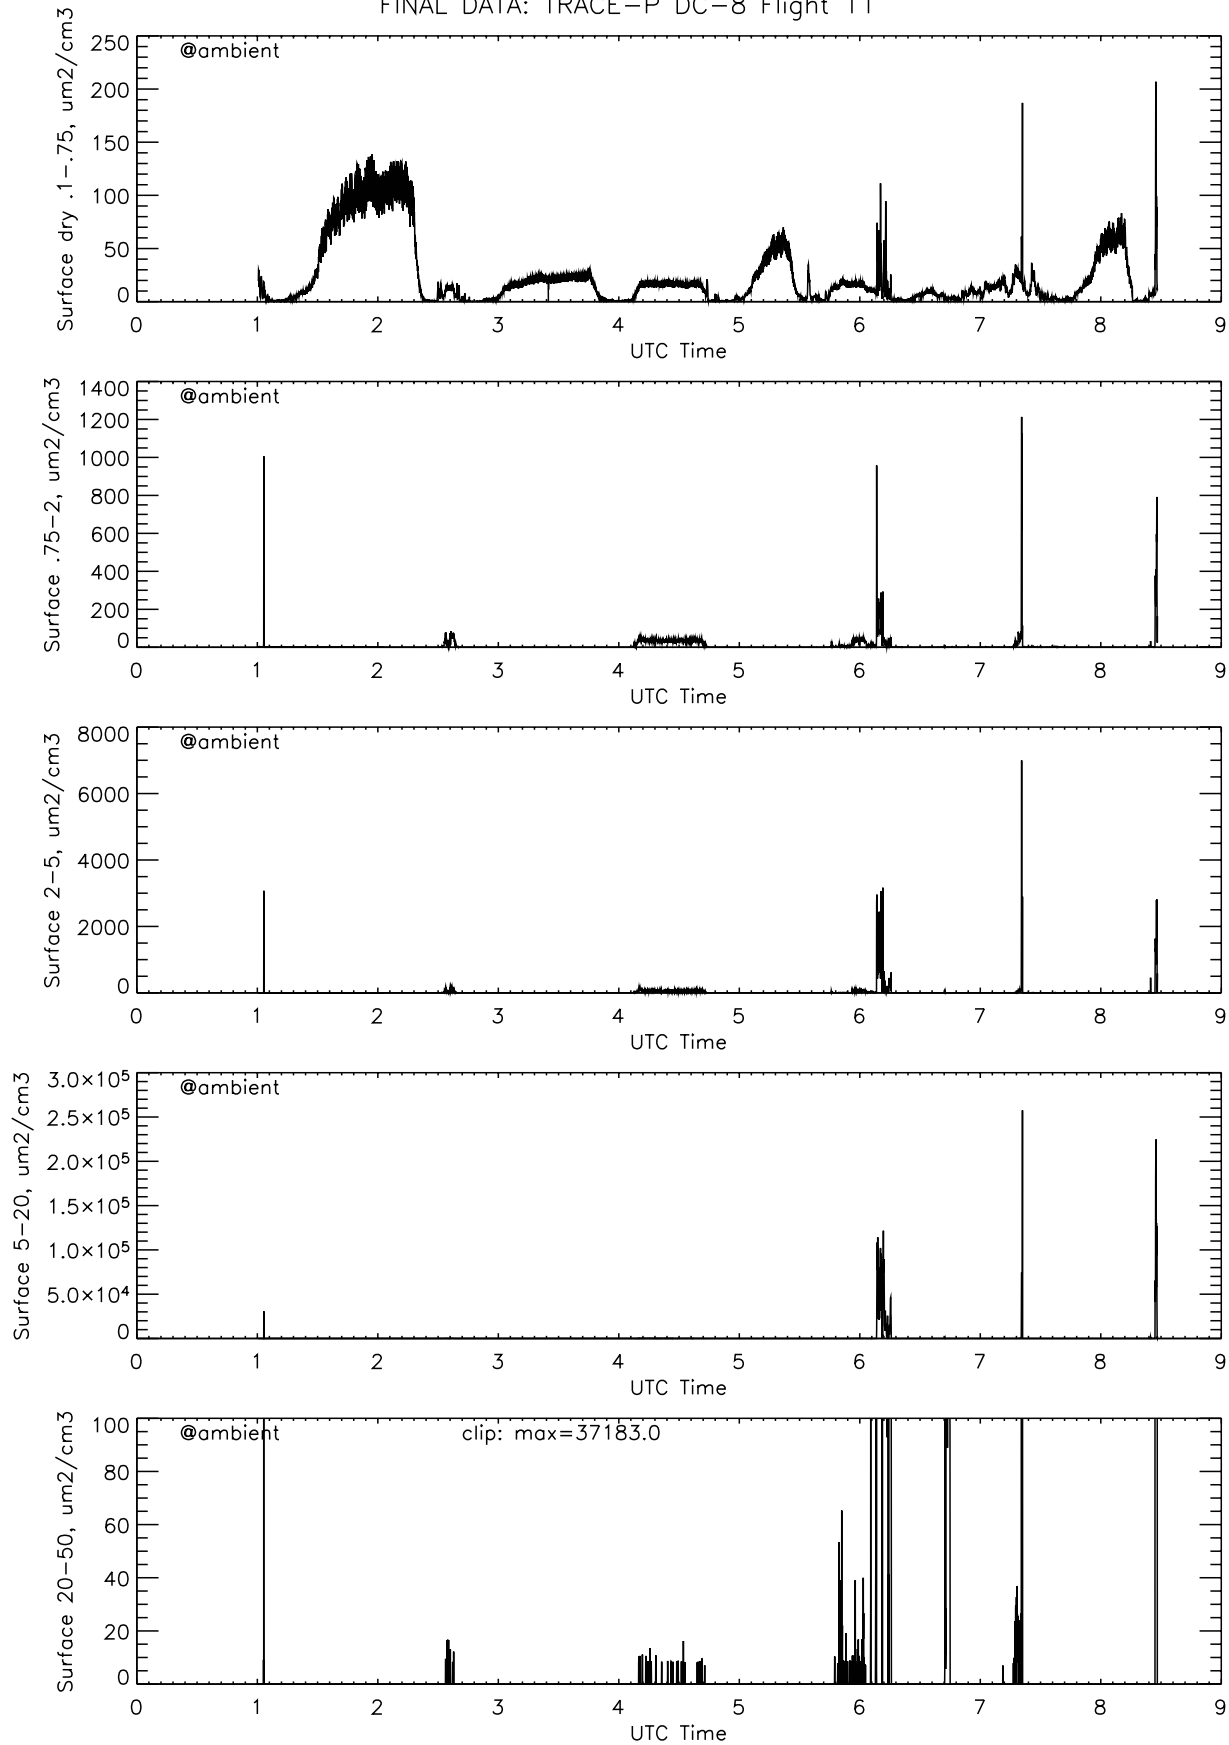 FINAL DATA: TRACE-P DC-8 Flight 11
Surface dry .1-.75, um2/cm3
@ambient
250
200
150
100
50
0
0 1 2 3 4 5 6 7 8 9
UTC Time
Surface .75-2, um2/cm3
@ambient
1400
1200
1000
800
600
400
200
0
0 1 2 3 4 5 6 7 8 9
UTC Time
Surface 2-5, um2/cm3
@ambient
8000
6000
4000
2000
0
0 1 2 3 4 5 6 7 8 9
UTC Time
Surface 5-20, um2/cm3
@ambient
3.0×10⁵
2.5×10⁵
2.0×10⁵
1.5×10⁵
1.0×10⁵
5.0×10⁴
0
0 1 2 3 4 5 6 7 8 9
UTC Time
Surface 20-50, um2/cm3
@ambient clip: max=37183.0
100
80
60
40
20
0
0 1 2 3 4 5 6 7 8 9
UTC Time